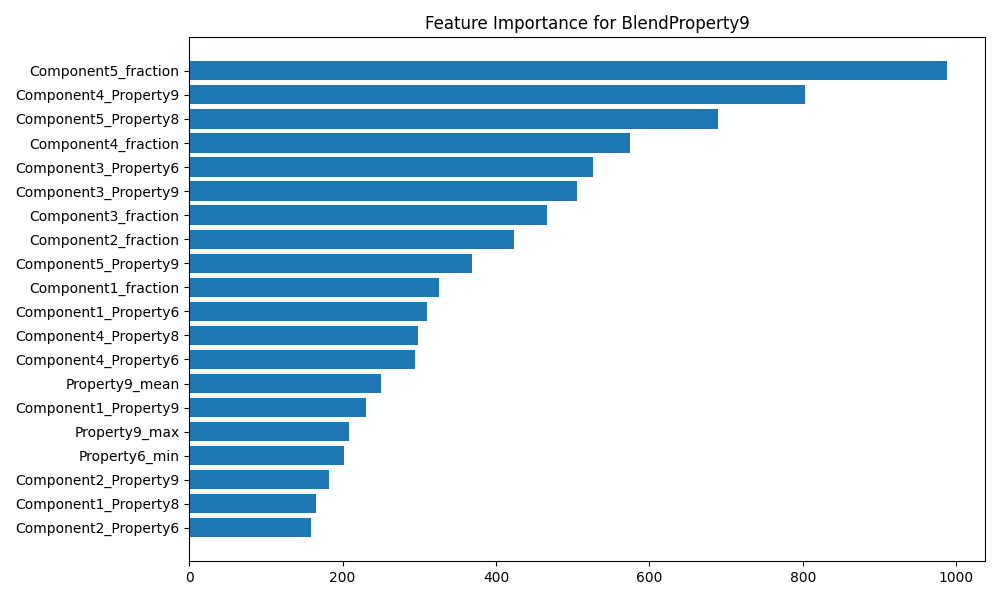 Feature Importance for BlendProperty9
Component5_fraction
Component4_Property9
Component5_Property8
Component4_fraction
Component3_Property6
Component3_Property9
Component3_fraction
Component2_fraction
Component5_Property9
Component1_fraction
Component1_Property6
Component4_Property8
Component4_Property6
Property9_mean
Component1_Property9
Property9_max
Property6_min
Component2_Property9
Component1_Property8
Component2_Property6
0 200 400 600 800 1000